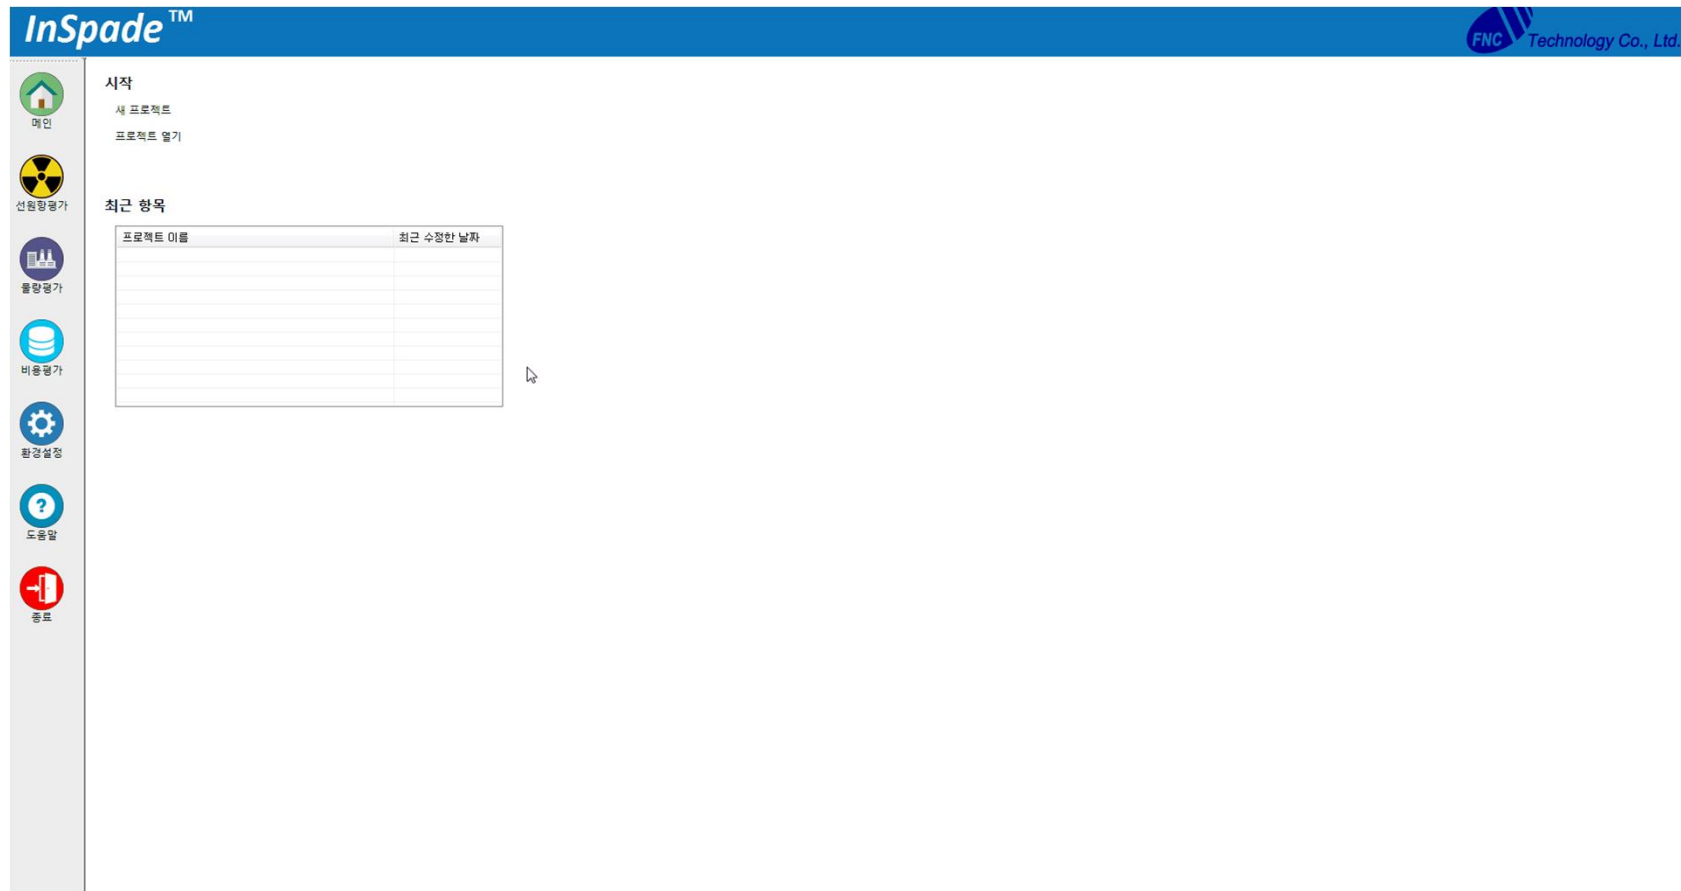 InSpade™
FNC Technology Co., Ltd.
메인
선원항평가
물량평가
비용평가
환경설정
도움말
종료
시작
새 프로젝트
프로젝트 열기
최근 항목
프로젝트 이름 최근 수정한 날짜